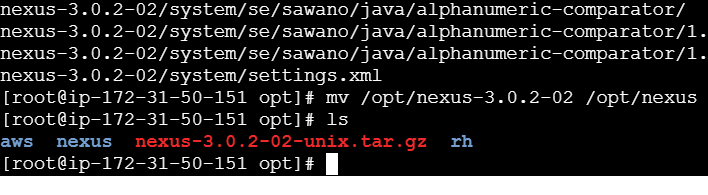 nexus-3.0.2-02/system/se/sawano/java/alphanumeric-comparator/
nexus-3.0.2-02/system/se/sawano/java/alphanumeric-comparator/1.
nexus-3.0.2-02/system/se/sawano/java/alphanumeric-comparator/1.
nexus-3.0.2-02/system/settings.xml
[root@ip-172-31-50-151 opt]# mv /opt/nexus-3.0.2-02 /opt/nexus
[root@ip-172-31-50-151 opt]# ls
aws  nexus  nexus-3.0.2-02-unix.tar.gz  rh
[root@ip-172-31-50-151 opt]#